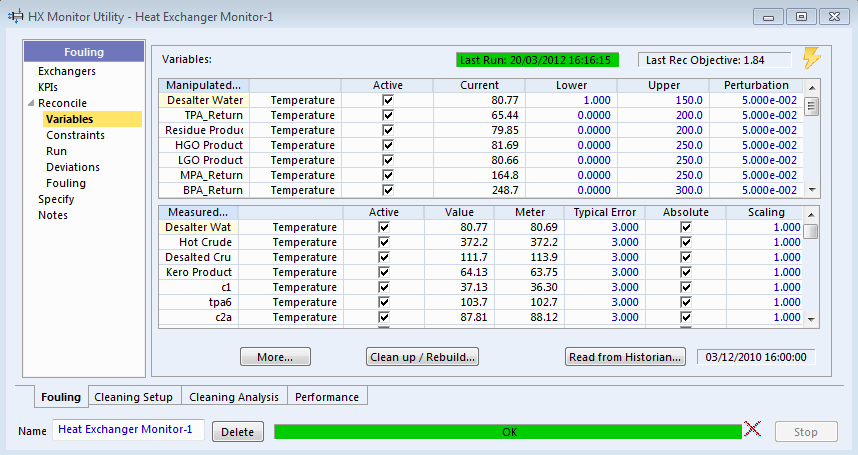 HX Monitor Utility - Heat Exchanger Monitor-1
Fouling
Exchangers
KPIs
Reconcile
Variables
Constraints
Run
Deviations
Fouling
Specify
Notes
Variables: Last Run: 20/03/2012 16:16:15 Last Rec Objective: 1.84
Manipulated... Active Current Lower Upper Perturbation
Desalter Water Temperature 80.77 1.000 150.0 5.000e-002
TPA_Return Temperature 65.44 0.0000 200.0 5.000e-002
Residue Produc Temperature 79.85 0.0000 200.0 5.000e-002
HGO Product Temperature 81.69 0.0000 250.0 5.000e-002
LGO Product Temperature 80.66 0.0000 250.0 5.000e-002
MPA_Return Temperature 164.8 0.0000 250.0 5.000e-002
BPA_Return Temperature 248.7 0.0000 300.0 5.000e-002
Measured... Active Value Meter Typical Error Absolute Scaling
Desalter Wat Temperature 80.77 80.69 3.000 1.000
Hot Crude Temperature 372.2 372.2 3.000 1.000
Desalted Cru Temperature 111.7 113.9 3.000 1.000
Kero Product Temperature 64.13 63.75 3.000 1.000
c1 Temperature 37.13 36.30 3.000 1.000
tpa6 Temperature 103.7 102.7 3.000 1.000
c2a Temperature 87.81 88.12 3.000 1.000
More... Clean up / Rebuild... Read from Historian... 03/12/2010 16:00:00
Fouling Cleaning Setup Cleaning Analysis Performance
Name Heat Exchanger Monitor-1 Delete OK Stop